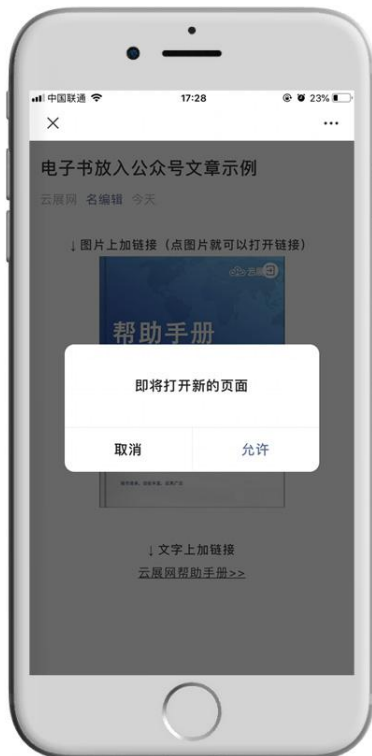 中国联通
17:28
23%
电子书放入公众号文章示例
云展网 名编辑 今天
↓图片上加链接（点图片就可以打开链接）
云展
帮助手册
即将打开新的页面
取消
允许
↓文字上加链接
云展网帮助手册>>